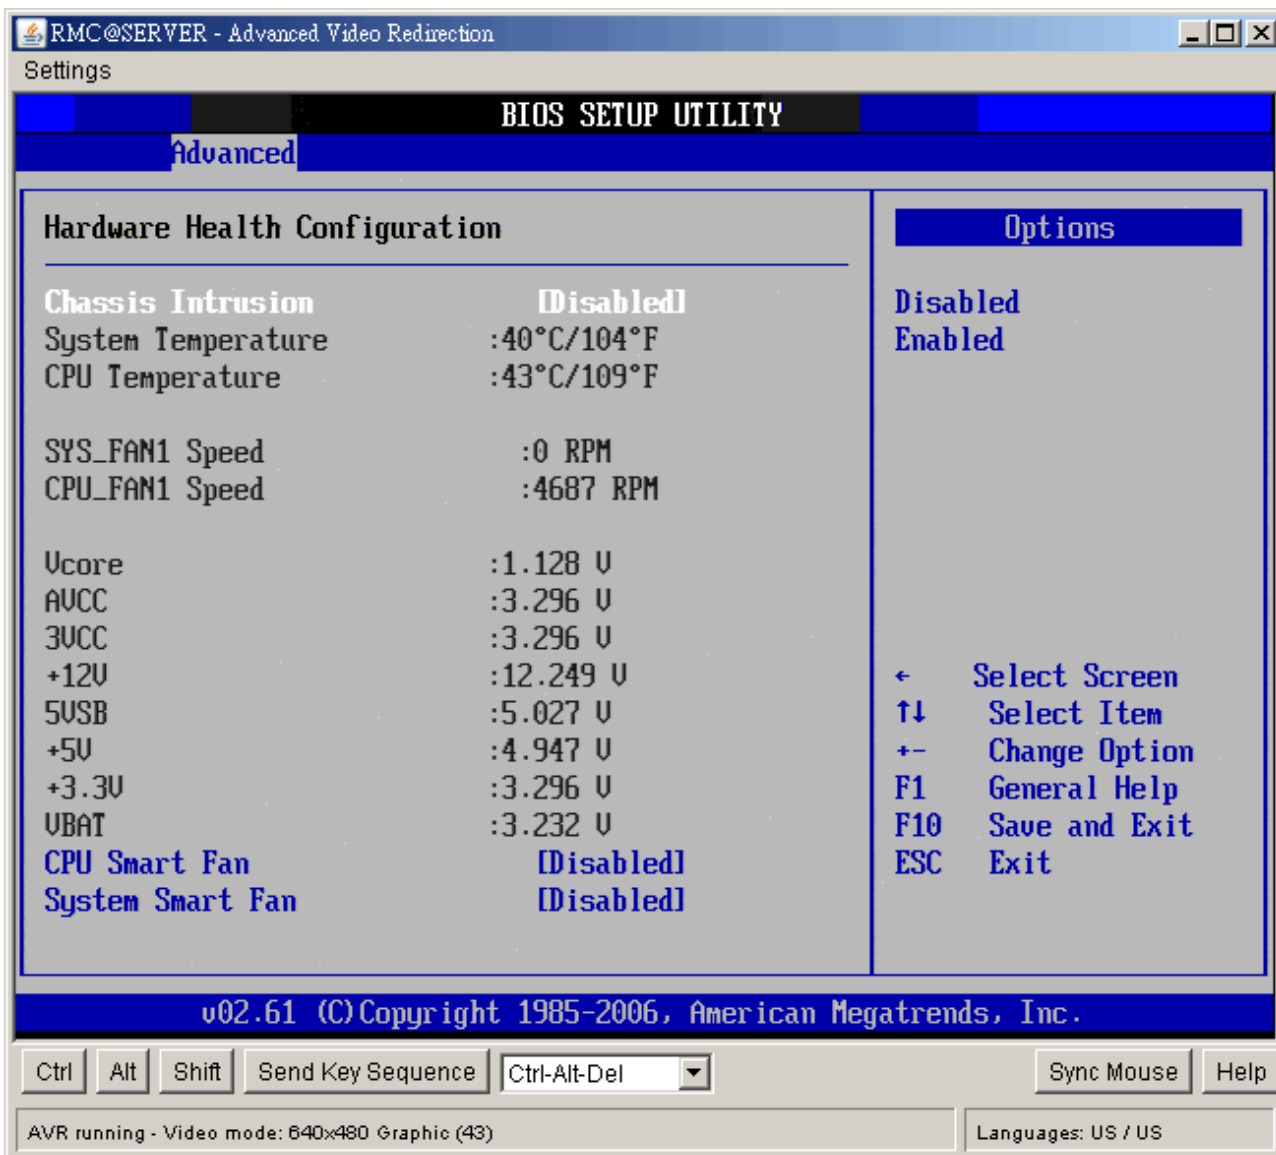 RMC@SERVER - Advanced Video Redirection
Settings
BIOS SETUP UTILITY
Advanced
Hardware Health Configuration
Chassis Intrusion [Disabled]
System Temperature :40°C/104°F
CPU Temperature :43°C/109°F
SYS_FAN1 Speed :0 RPM
CPU_FAN1 Speed :4687 RPM
Vcore :1.128 V
AVCC :3.296 V
3VCC :3.296 V
+12V :12.249 V
5VSB :5.027 V
+5V :4.947 V
+3.3V :3.296 V
VBAT :3.232 V
CPU Smart Fan [Disabled]
System Smart Fan [Disabled]
Options
Disabled
Enabled
← Select Screen
↑↓ Select Item
+- Change Option
F1 General Help
F10 Save and Exit
ESC Exit
v02.61 (C)Copyright 1985-2006, American Megatrends, Inc.
Ctrl Alt Shift Send Key Sequence Ctrl-Alt-Del Sync Mouse Help
AVR running - Video mode: 640x480 Graphic (43) Languages: US / US